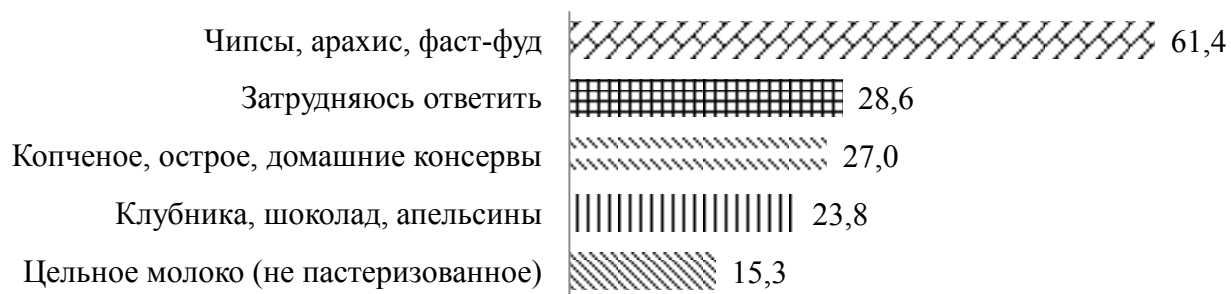 Чипсы, арахис, фаст-фуд 61,4
Затрудняюсь ответить 28,6
Копченое, острое, домашние консервы 27,0
Клубника, шоколад, апельсины 23,8
Цельное молоко (не пастеризованное) 15,3